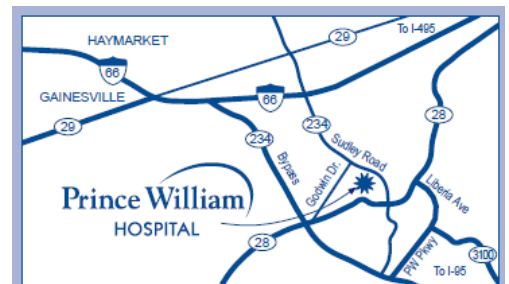 To I-495
HAYMARKET
29
66
GAINESVILLE
66
28
29
234
234
Sudley Road
Bypass
Godwin Dr.
Liberia Ave
Prince William
HOSPITAL
28
PW Pkwy
3100
To I-95